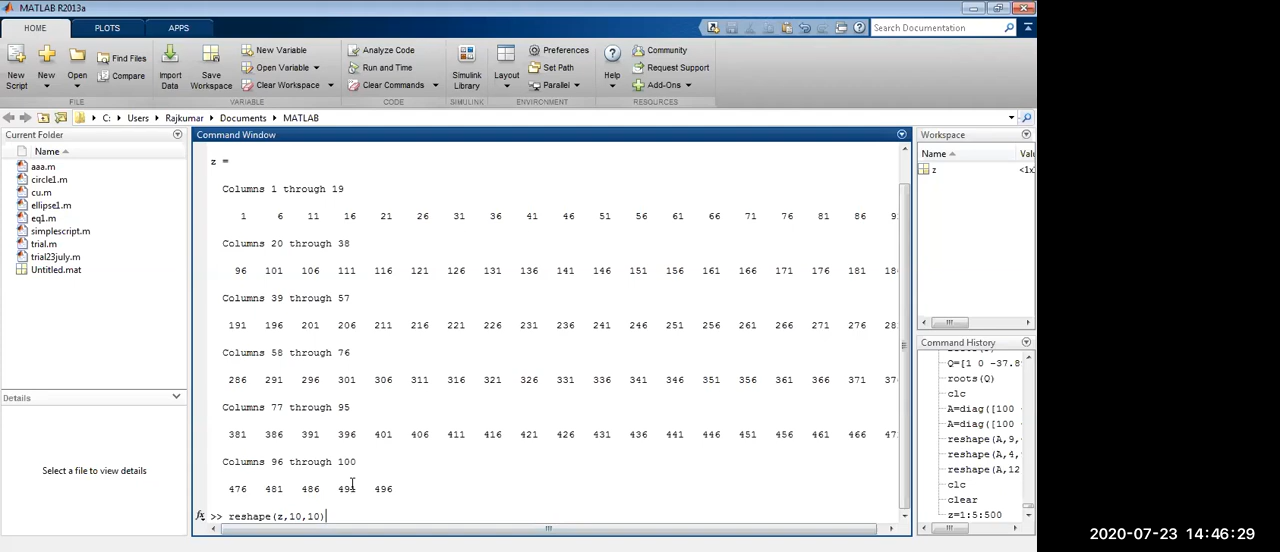 MATLAB R2013a
HOME PLOTS APPS
Search Documentation
New Script
New
Open
Find Files
Compare
Import Data
Save Workspace
New Variable
Open Variable
Clear Workspace
Analyze Code
Run and Time
Clear Commands
Simulink Library
Layout
Preferences
Set Path
Parallel
Help
Community
Request Support
Add-Ons
FILE VARIABLE CODE SIMULINK ENVIRONMENT RESOURCES
C: Users Rajkumar Documents MATLAB
Current Folder
Name
aaa.m
circle1.m
cu.m
ellipse1.m
eq1.m
simplescript.m
trial.m
trial23july.m
Untitled.mat
Details
Select a file to view details
Command Window
z =
Columns 1 through 19
1 6 11 16 21 26 31 36 41 46 51 56 61 66 71 76 81 86
Columns 20 through 38
96 101 106 111 116 121 126 131 136 141 146 151 156 161 166 171 176 181
Columns 39 through 57
191 196 201 206 211 216 221 226 231 236 241 246 251 256 261 266 271 276
Columns 58 through 76
286 291 296 301 306 311 316 321 326 331 336 341 346 351 356 361 366 371
Columns 77 through 95
381 386 391 396 401 406 411 416 421 426 431 436 441 446 451 456 461 466
Columns 96 through 100
476 481 486 491 496
fx >> reshape(z,10,10)
Workspace
Name Valu
z <1x
Command History
Q=[1 0 -37.8
roots(Q)
clc
A=diag([100
A=diag([100
reshape(A,9,
reshape(A,4,
reshape(A,12
clc
clear
z=1:5:500
2020-07-23 14:46:29